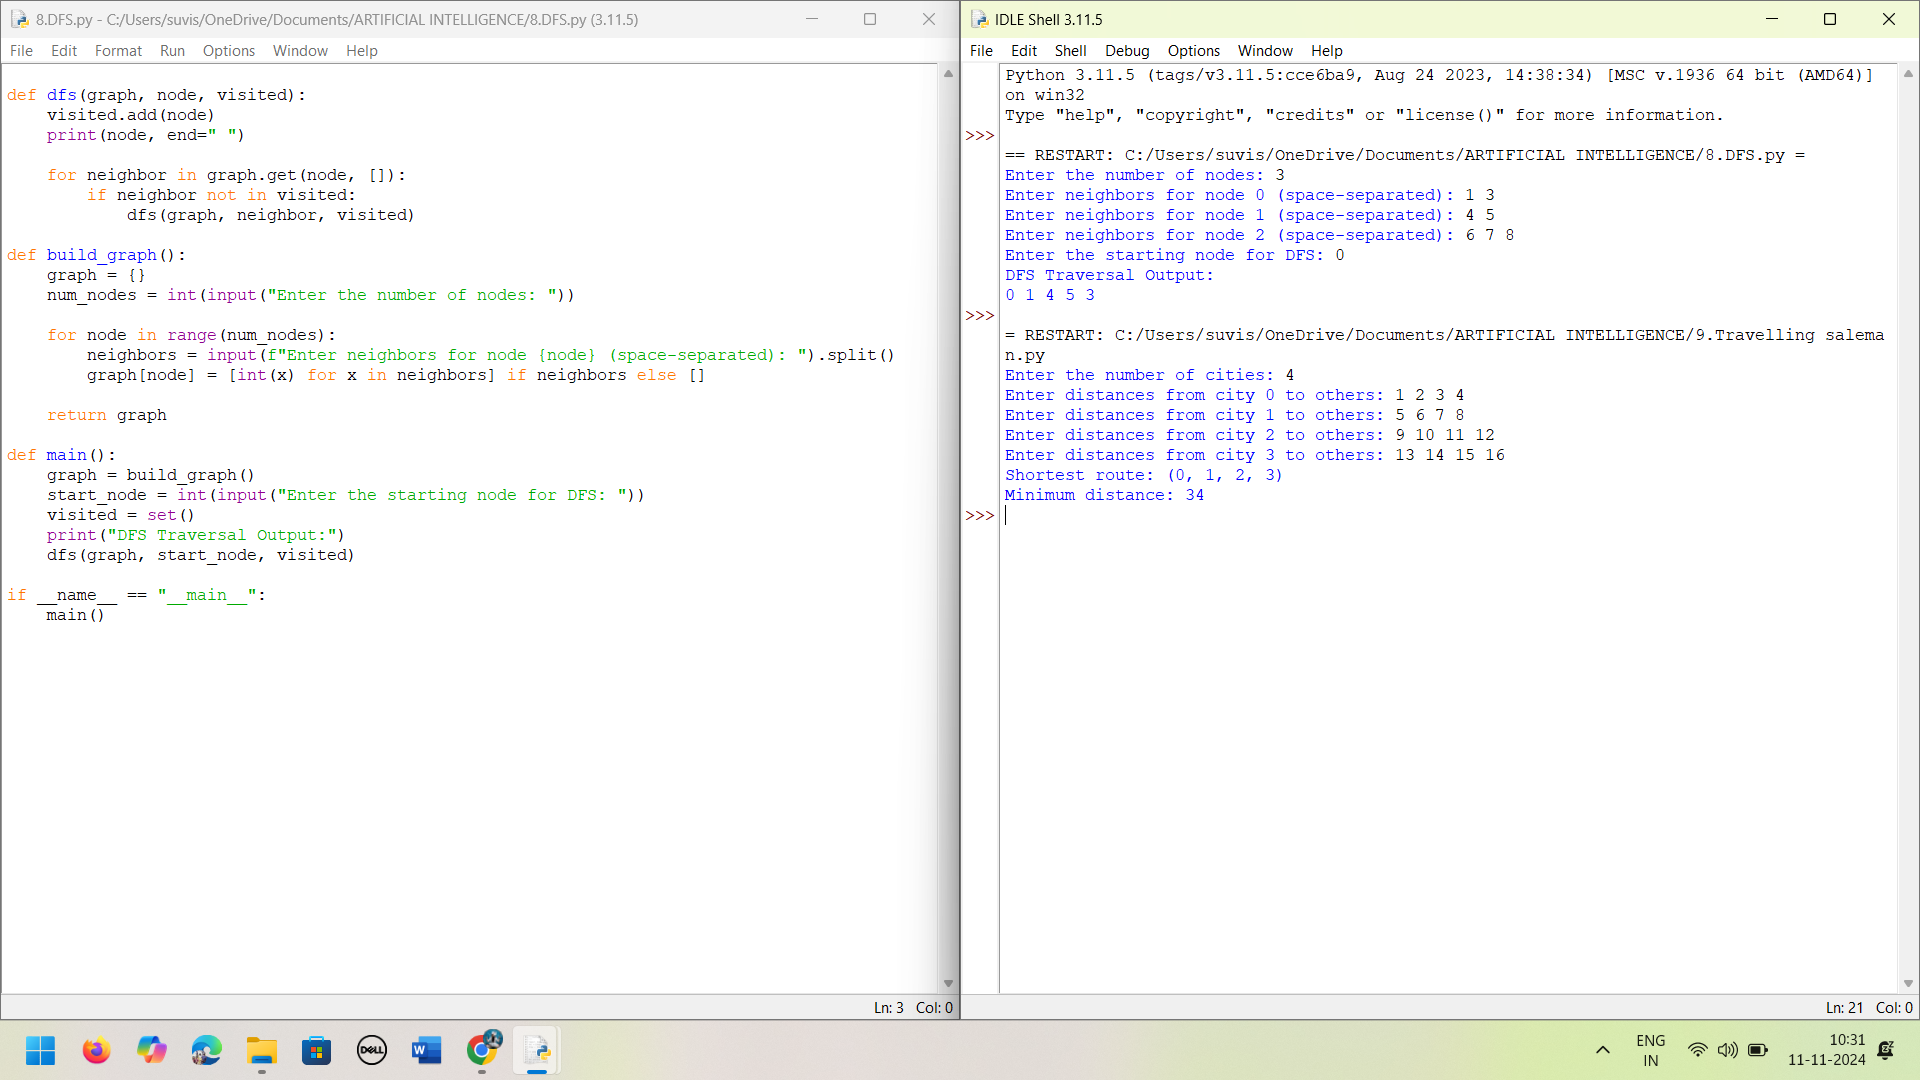 8.DFS.py - C:/Users/suvis/OneDrive/Documents/ARTIFICIAL INTELLIGENCE/8.DFS.py (3.11.5)
File Edit Format Run Options Window Help
def dfs(graph, node, visited):
    visited.add(node)
    print(node, end=" ")
    for neighbor in graph.get(node, []):
        if neighbor not in visited:
            dfs(graph, neighbor, visited)
def build_graph():
    graph = {}
    num_nodes = int(input("Enter the number of nodes: "))
    for node in range(num_nodes):
        neighbors = input(f"Enter neighbors for node {node} (space-separated): ").split()
        graph[node] = [int(x) for x in neighbors] if neighbors else []
    return graph
def main():
    graph = build_graph()
    start_node = int(input("Enter the starting node for DFS: "))
    visited = set()
    print("DFS Traversal Output:")
    dfs(graph, start_node, visited)
if __name__ == "__main__":
    main()
Ln: 3 Col: 0
IDLE Shell 3.11.5
File Edit Shell Debug Options Window Help
Python 3.11.5 (tags/v3.11.5:cce6ba9, Aug 24 2023, 14:38:34) [MSC v.1936 64 bit (AMD64)]
on win32
Type "help", "copyright", "credits" or "license()" for more information.
>>>
== RESTART: C:/Users/suvis/OneDrive/Documents/ARTIFICIAL INTELLIGENCE/8.DFS.py =
Enter the number of nodes: 3
Enter neighbors for node 0 (space-separated): 1 3
Enter neighbors for node 1 (space-separated): 4 5
Enter neighbors for node 2 (space-separated): 6 7 8
Enter the starting node for DFS: 0
DFS Traversal Output:
0 1 4 5 3
>>>
= RESTART: C:/Users/suvis/OneDrive/Documents/ARTIFICIAL INTELLIGENCE/9.Travelling salema
n.py
Enter the number of cities: 4
Enter distances from city 0 to others: 1 2 3 4
Enter distances from city 1 to others: 5 6 7 8
Enter distances from city 2 to others: 9 10 11 12
Enter distances from city 3 to others: 13 14 15 16
Shortest route: (0, 1, 2, 3)
Minimum distance: 34
>>>
Ln: 21 Col: 0
DELL
W
ENG
IN
10:31
11-11-2024